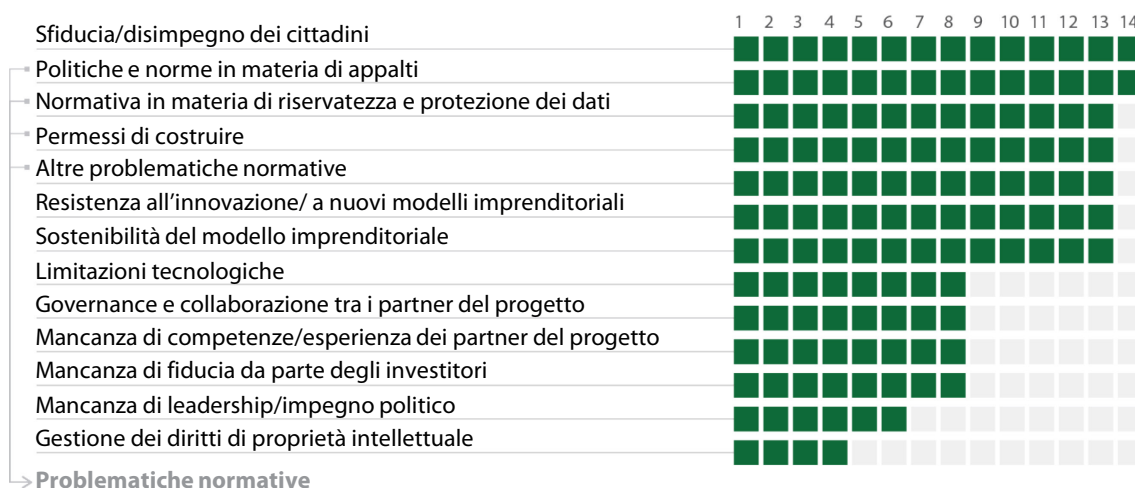 1 2 3 4 5 6 7 8 9 10 11 12 13 14
Sfiducia/disimpegno dei cittadini
Politiche e norme in materia di appalti
Normativa in materia di riservatezza e protezione dei dati
Permessi di costruire
Altre problematiche normative
Resistenza all’innovazione/ a nuovi modelli imprenditoriali
Sostenibilità del modello imprenditoriale
Limitazioni tecnologiche
Governance e collaborazione tra i partner del progetto
Mancanza di competenze/esperienza dei partner del progetto
Mancanza di fiducia da parte degli investitori
Mancanza di leadership/impegno politico
Gestione dei diritti di proprietà intellettuale
Problematiche normative